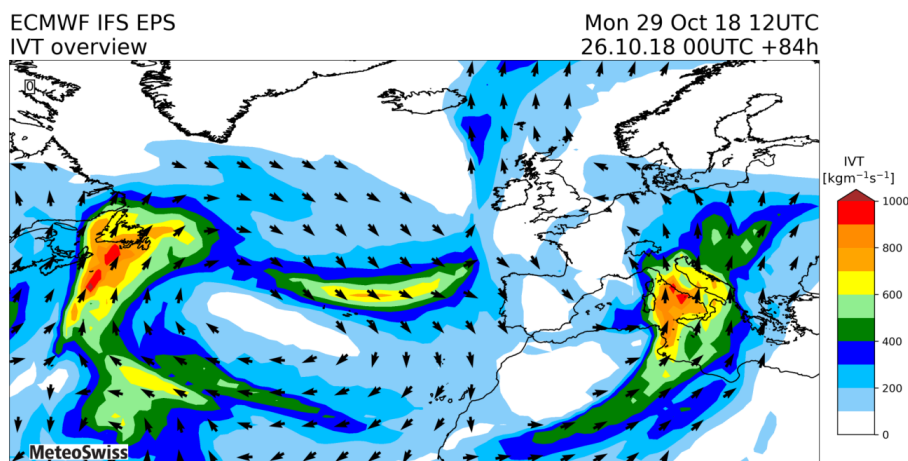 ECMWF IFS EPS
IVT overview
Mon 29 Oct 18 12UTC
26.10.18 00UTC +84h
0
IVT
[kgm⁻¹s⁻¹]
1000
800
600
400
200
0
MeteoSwiss